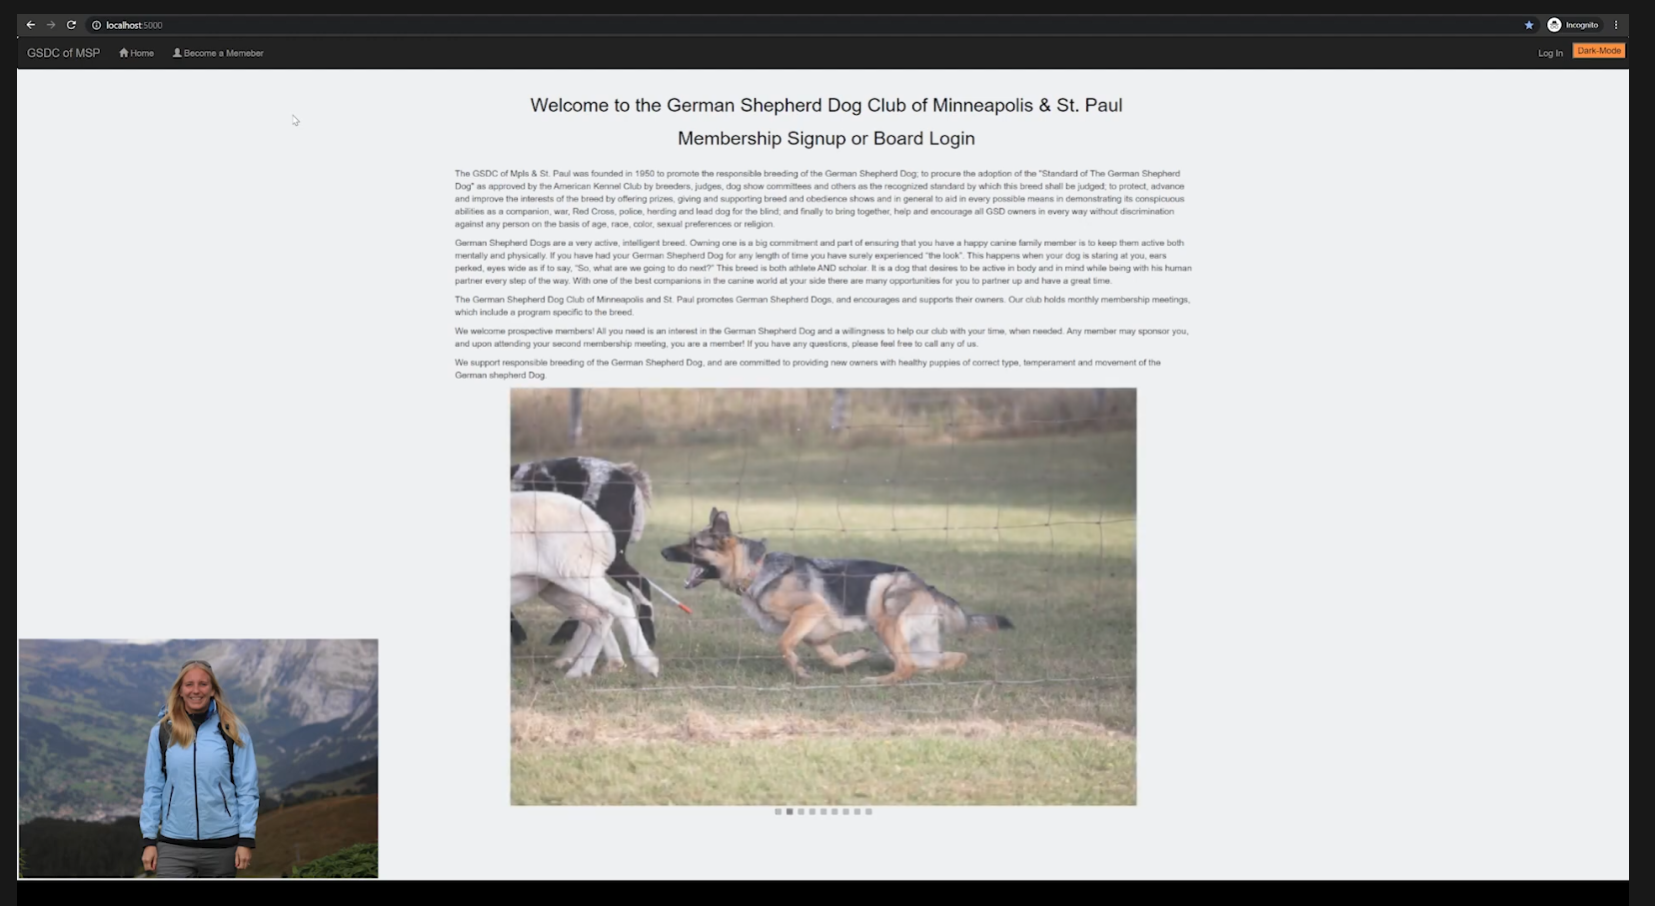 localhost:5000
Incognito
GSDC of MSP Home Become a Memeber Log In Dark-Mode
Welcome to the German Shepherd Dog Club of Minneapolis & St. Paul
Membership Signup or Board Login
The GSDC of Mpls & St. Paul was founded in 1950 to promote the responsible breeding of the German Shepherd Dog; to procure the adoption of the "Standard of The German Shepherd
Dog" as approved by the American Kennel Club by breeders, judges, dog show committees and others as the recognized standard by which this breed shall be judged; to protect, advance
and improve the interests of the breed by offering prizes, giving and supporting breed and obedience shows and in general to aid in every possible means in demonstrating its conspicuous
abilities as a companion, war, Red Cross, police, herding and lead dog for the blind; and finally to bring together, help and encourage all GSD owners in every way without discrimination
against any person on the basis of age, race, color, sexual preferences or religion.
German Shepherd Dogs are a very active, intelligent breed. Owning one is a big commitment and part of ensuring that you have a happy canine family member is to keep them active both
mentally and physically. If you have had your German Shepherd Dog for any length of time you have surely experienced "the look". This happens when your dog is staring at you, ears
perked, eyes wide as if to say, "So, what are we going to do next?" This breed is both athlete AND scholar. It is a dog that desires to be active in body and in mind while being with his human
partner every step of the way. With one of the best companions in the canine world at your side there are many opportunities for you to partner up and have a great time.
The German Shepherd Dog Club of Minneapolis and St. Paul promotes German Shepherd Dogs, and encourages and supports their owners. Our club holds monthly membership meetings,
which include a program specific to the breed.
We welcome prospective members! All you need is an interest in the German Shepherd Dog and a willingness to help our club with your time, when needed. Any member may sponsor you,
and upon attending your second membership meeting, you are a member! If you have any questions, please feel free to call any of us.
We support responsible breeding of the German Shepherd Dog, and are committed to providing new owners with healthy puppies of correct type, temperament and movement of the
German shepherd Dog.